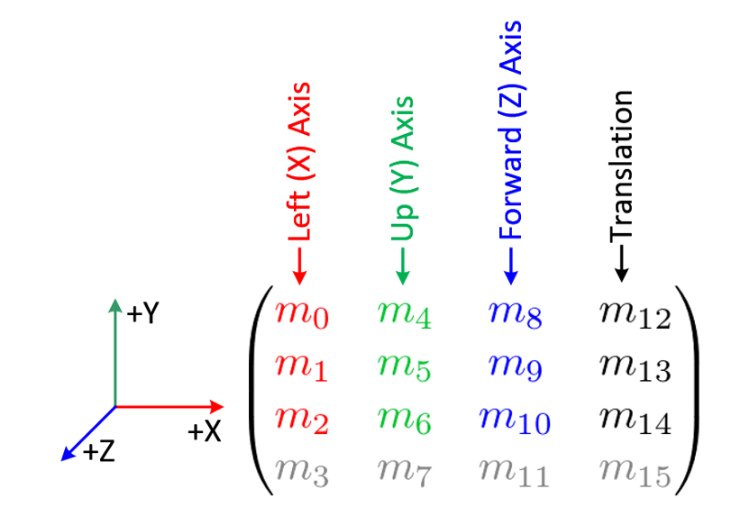 Left (X) Axis
Up (Y) Axis
Forward (Z) Axis
Translation
+Y
+X
+Z
m0 m4 m8 m12
m1 m5 m9 m13
m2 m6 m10 m14
m3 m7 m11 m15